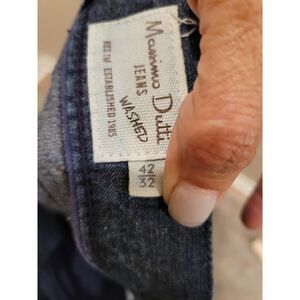 Massimo Dutti
JEANS
WASHED
ESTABLISHED 1985
42
32